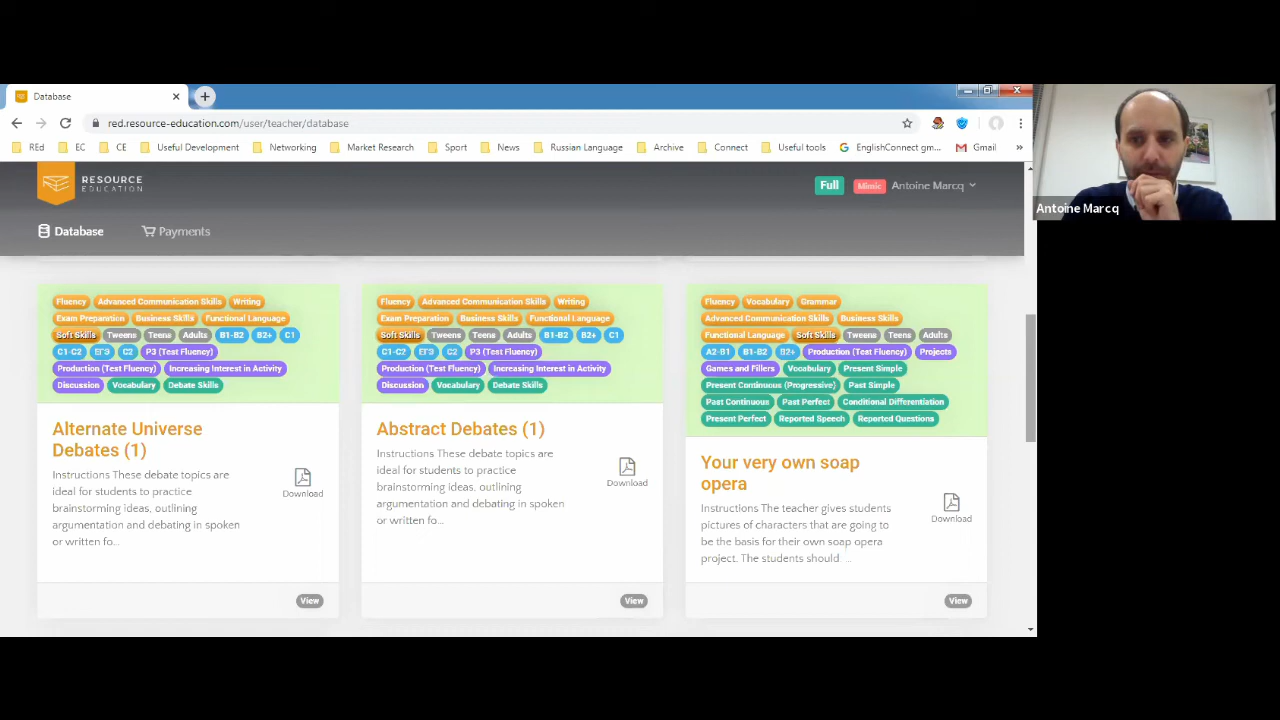 Database
red.resource-education.com/user/teacher/database
REd EC CE Useful Development Networking Market Research Sport News Russian Language Archive Connect Useful tools EnglishConnect gm... Gmail »
RESOURCE
EDUCATION
Full Mimic Antoine Marcq
Database Payments
Fluency Advanced Communication Skills Writing
Exam Preparation Business Skills Functional Language
Soft Skills Tweens Teens Adults B1-B2 B2+ C1
C1-C2 ЕГЭ C2 P3 (Test Fluency)
Production (Test Fluency) Increasing Interest in Activity
Discussion Vocabulary Debate Skills
Alternate Universe
Debates (1)
Instructions These debate topics are
ideal for students to practice
brainstorming ideas, outlining
argumentation and debating in spoken
or written fo...
Download
View
Fluency Advanced Communication Skills Writing
Exam Preparation Business Skills Functional Language
Soft Skills Tweens Teens Adults B1-B2 B2+ C1
C1-C2 ЕГЭ C2 P3 (Test Fluency)
Production (Test Fluency) Increasing Interest in Activity
Discussion Vocabulary Debate Skills
Abstract Debates (1)
Instructions These debate topics are
ideal for students to practice
brainstorming ideas, outlining
argumentation and debating in spoken
or written fo...
Download
View
Fluency Vocabulary Grammar
Advanced Communication Skills Business Skills
Functional Language Soft Skills Tweens Teens Adults
A2-B1 B1-B2 B2+ Production (Test Fluency) Projects
Games and Fillers Vocabulary Present Simple
Present Continuous (Progressive) Past Simple
Past Continuous Past Perfect Conditional Differentiation
Present Perfect Reported Speech Reported Questions
Your very own soap
opera
Instructions The teacher gives students
pictures of characters that are going to
be the basis for their own soap opera
project. The students should ...
Download
View
Antoine Marcq